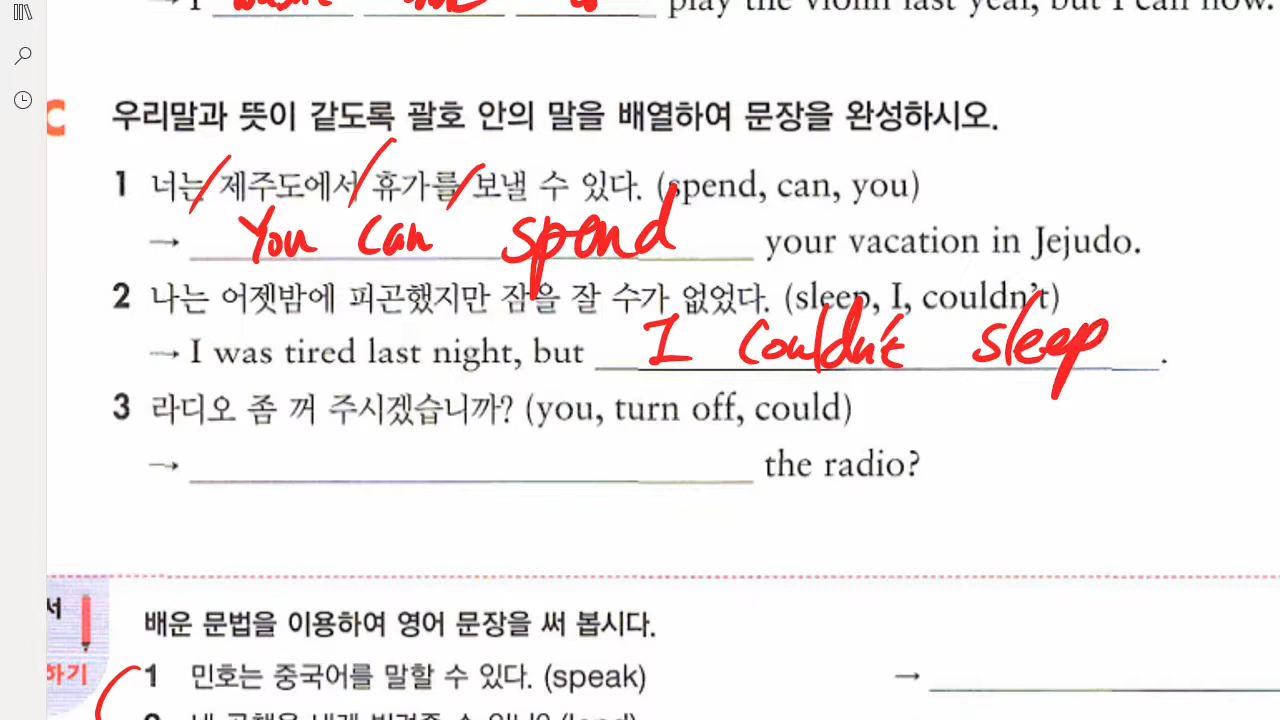 → I wasn't able to play the violin last year, but I can now.
C 우리말과 뜻이 같도록 괄호 안의 말을 배열하여 문장을 완성하시오.
1 너는 제주도에서 휴가를 보낼 수 있다. (spend, can, you)
→ You can spend your vacation in Jejudo.
2 나는 어젯밤에 피곤했지만 잠을 잘 수가 없었다. (sleep, I, couldn't)
→ I was tired last night, but I couldn't sleep.
3 라디오 좀 꺼 주시겠습니까? (you, turn off, could)
→ the radio?
배운 문법을 이용하여 영어 문장을 써 봅시다.
하기
1 민호는 중국어를 말할 수 있다. (speak) →